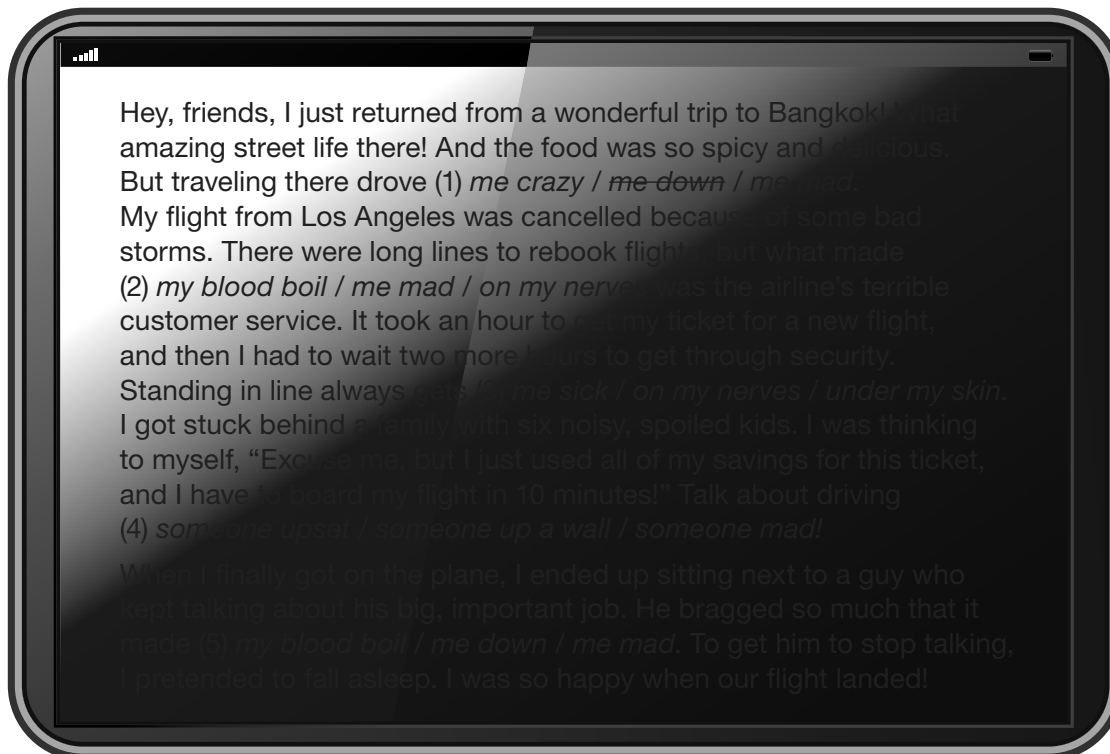 Hey, friends, I just returned from a wonderful trip to Bangkok! What
amazing street life there! And the food was so spicy and delicious.
But traveling there drove (1) me crazy / me down / me mad.
My flight from Los Angeles was cancelled because of some bad
storms. There were long lines to rebook flights, but what made
(2) my blood boil / me mad / on my nerves was the airline’s terrible
customer service. It took an hour to get my ticket for a new flight,
and then I had to wait two more hours to get through security.
Standing in line always gets (3) me sick / on my nerves / under my skin.
I got stuck behind a family with six noisy, spoiled kids. I was thinking
to myself, “Excuse me, but I just used all of my savings for this ticket,
and I have to board my flight in 10 minutes!” Talk about driving
(4) someone upset / someone up a wall / someone mad!
When I finally got on the plane, I ended up sitting next to a guy who
kept talking about his big, important job. He bragged so much that it
made (5) my blood boil / me down / me mad. To get him to stop talking,
I pretended to fall asleep. I was so happy when our flight landed!